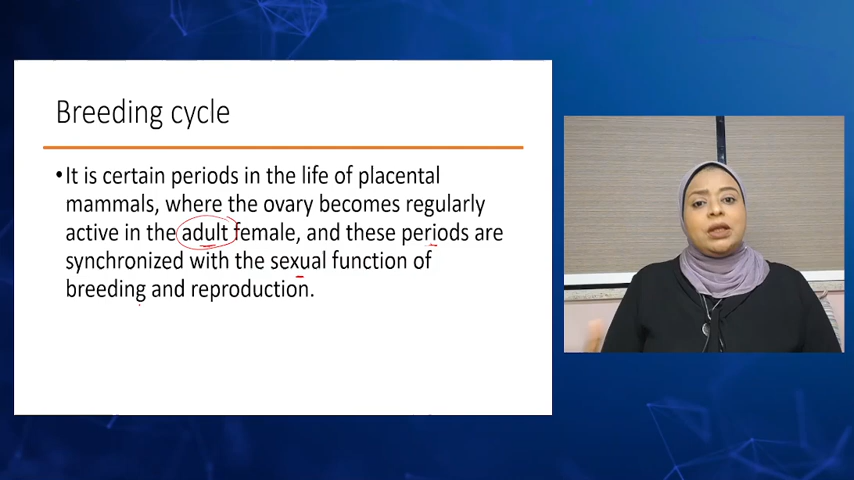 Breeding cycle
•It is certain periods in the life of placental
mammals, where the ovary becomes regularly
active in the adult female, and these periods are
synchronized with the sexual function of
breeding and reproduction.